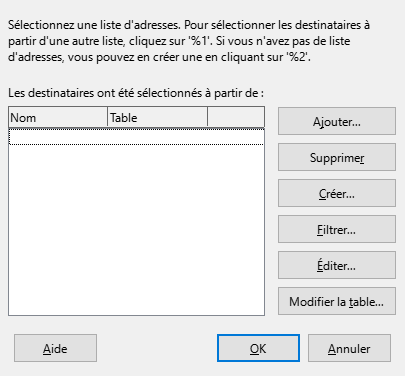 Sélectionnez une liste d'adresses. Pour sélectionner les destinataires à
partir d'une autre liste, cliquez sur '%1'. Si vous n'avez pas de liste
d'adresses, vous pouvez en créer une en cliquant sur '%2'.
Les destinataires ont été sélectionnés à partir de :
Nom Table
Ajouter...
Supprimer
Créer...
Filtrer...
Éditer...
Modifier la table...
Aide OK Annuler